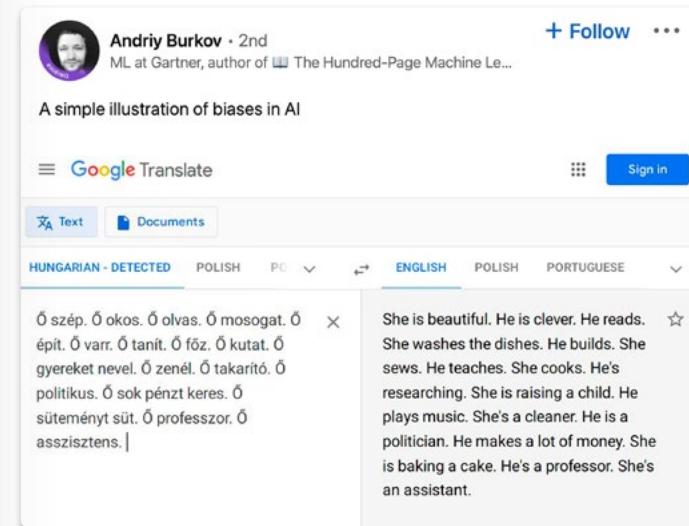 Andriy Burkov · 2nd
+ Follow
ML at Gartner, author of 📖 The Hundred-Page Machine Le...
A simple illustration of biases in AI
Google Translate
Sign in
Text
Documents
HUNGARIAN - DETECTED
POLISH
ENGLISH
POLISH
PORTUGUESE
Ő szép. Ő okos. Ő olvas. Ő mosogat. Ő
épít. Ő varr. Ő tanít. Ő főz. Ő kutat. Ő
gyereket nevel. Ő zenél. Ő takarító. Ő
politikus. Ő sok pénzt keres. Ő
süteményt süt. Ő professzor. Ő
asszisztens.
She is beautiful. He is clever. He reads.
She washes the dishes. He builds. She
sews. He teaches. She cooks. He's
researching. She is raising a child. He
plays music. She's a cleaner. He is a
politician. He makes a lot of money. She
is baking a cake. He's a professor. She's
an assistant.